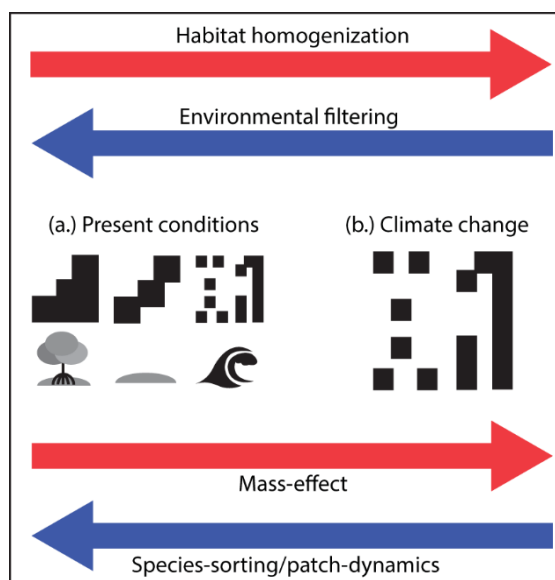 Habitat homogenization
Environmental filtering
(a.) Present conditions
(b.) Climate change
Mass-effect
Species-sorting/patch-dynamics